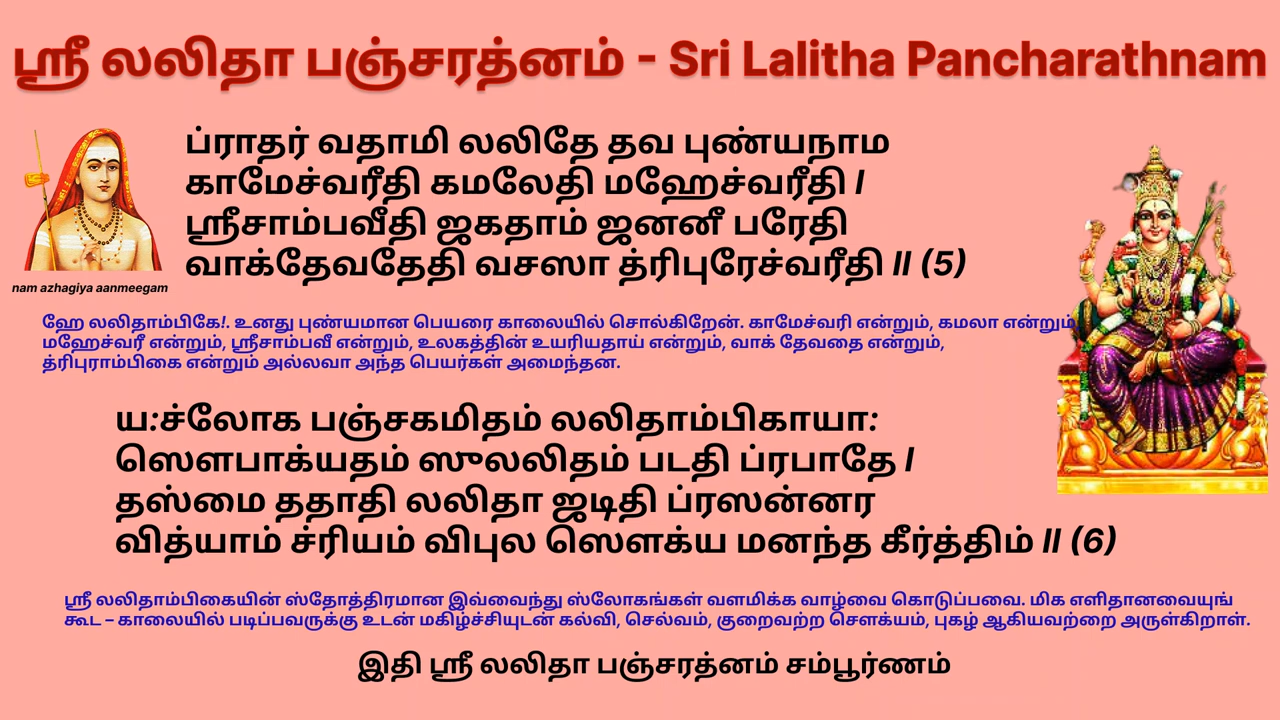 ஸ்ரீ லலிதா பஞ்சரத்னம் - Sri Lalitha Pancharathnam
ப்ராதர் வதாமி லலிதே தவ புண்யநாம
காமேச்வரீதி கமலேதி மஹேச்வரீதி I
ஸ்ரீசாம்பவீதி ஜகதாம் ஜனனீ பரேதி
வாக்தேவதேதி வசஸா த்ரிபுரேச்வரீதி II (5)
nam azhagiya aanmeegam
ஹே லலிதாம்பிகே!. உனது புண்யமான பெயரை காலையில் சொல்கிறேன். காமேச்வரி என்றும், கமலா என்றும்,
மஹேச்வரீ என்றும், ஸ்ரீசாம்பவீ என்றும், உலகத்தின் உயரியதாய் என்றும், வாக் தேவதை என்றும்,
த்ரிபுராம்பிகை என்றும் அல்லவா அந்த பெயர்கள் அமைந்தன.
ய:ச்லோக பஞ்சகமிதம் லலிதாம்பிகாயா:
ஸௌபாக்யதம் ஸுலலிதம் படதி ப்ரபாதே I
தஸ்மை ததாதி லலிதா ஜடிதி ப்ரஸன்னர
வித்யாம் ச்ரியம் விபுல ஸௌக்ய மனந்த கீர்த்திம் II (6)
ஸ்ரீ லலிதாம்பிகையின் ஸ்தோத்திரமான இவ்வைந்து ஸ்லோகங்கள் வளமிக்க வாழ்வை கொடுப்பவை. மிக எளிதானவையுங்
கூட – காலையில் படிப்பவருக்கு உடன் மகிழ்ச்சியுடன் கல்வி, செல்வம், குறைவற்ற சௌக்யம், புகழ் ஆகியவற்றை அருள்கிறாள்.
இதி ஸ்ரீ லலிதா பஞ்சரத்னம் சம்பூர்ணம்